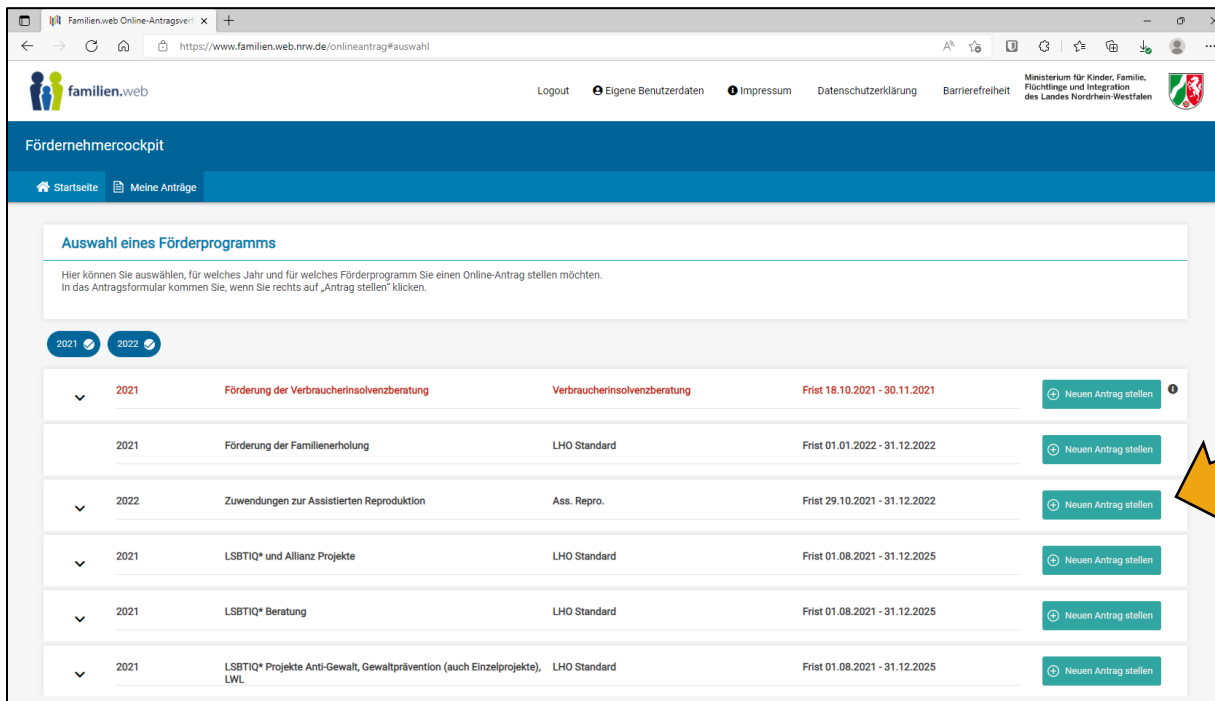 Familien.web Online-Antragsverf
https://www.familien.web.nrw.de/onlineantrag#auswahl
familien.web
Logout Eigene Benutzerdaten Impressum Datenschutzerklärung Barrierefreiheit
Ministerium für Kinder, Familie,
Flüchtlinge und Integration
des Landes Nordrhein-Westfalen
Fördernehmercockpit
Startseite Meine Anträge
Auswahl eines Förderprogramms
Hier können Sie auswählen, für welches Jahr und für welches Förderprogramm Sie einen Online-Antrag stellen möchten.
In das Antragsformular kommen Sie, wenn Sie rechts auf „Antrag stellen“ klicken.
2021 2022
2021 Förderung der Verbraucherinsolvenzberatung Verbraucherinsolvenzberatung Frist 18.10.2021 - 30.11.2021 Neuen Antrag stellen
2021 Förderung der Familienerholung LHO Standard Frist 01.01.2022 - 31.12.2022 Neuen Antrag stellen
2022 Zuwendungen zur Assistierten Reproduktion Ass. Repro. Frist 29.10.2021 - 31.12.2022 Neuen Antrag stellen
2021 LSBTIQ* und Allianz Projekte LHO Standard Frist 01.08.2021 - 31.12.2025 Neuen Antrag stellen
2021 LSBTIQ* Beratung LHO Standard Frist 01.08.2021 - 31.12.2025 Neuen Antrag stellen
2021 LSBTIQ* Projekte Anti-Gewalt, Gewaltprävention (auch Einzelprojekte), LHO Standard Frist 01.08.2021 - 31.12.2025 Neuen Antrag stellen
LWL